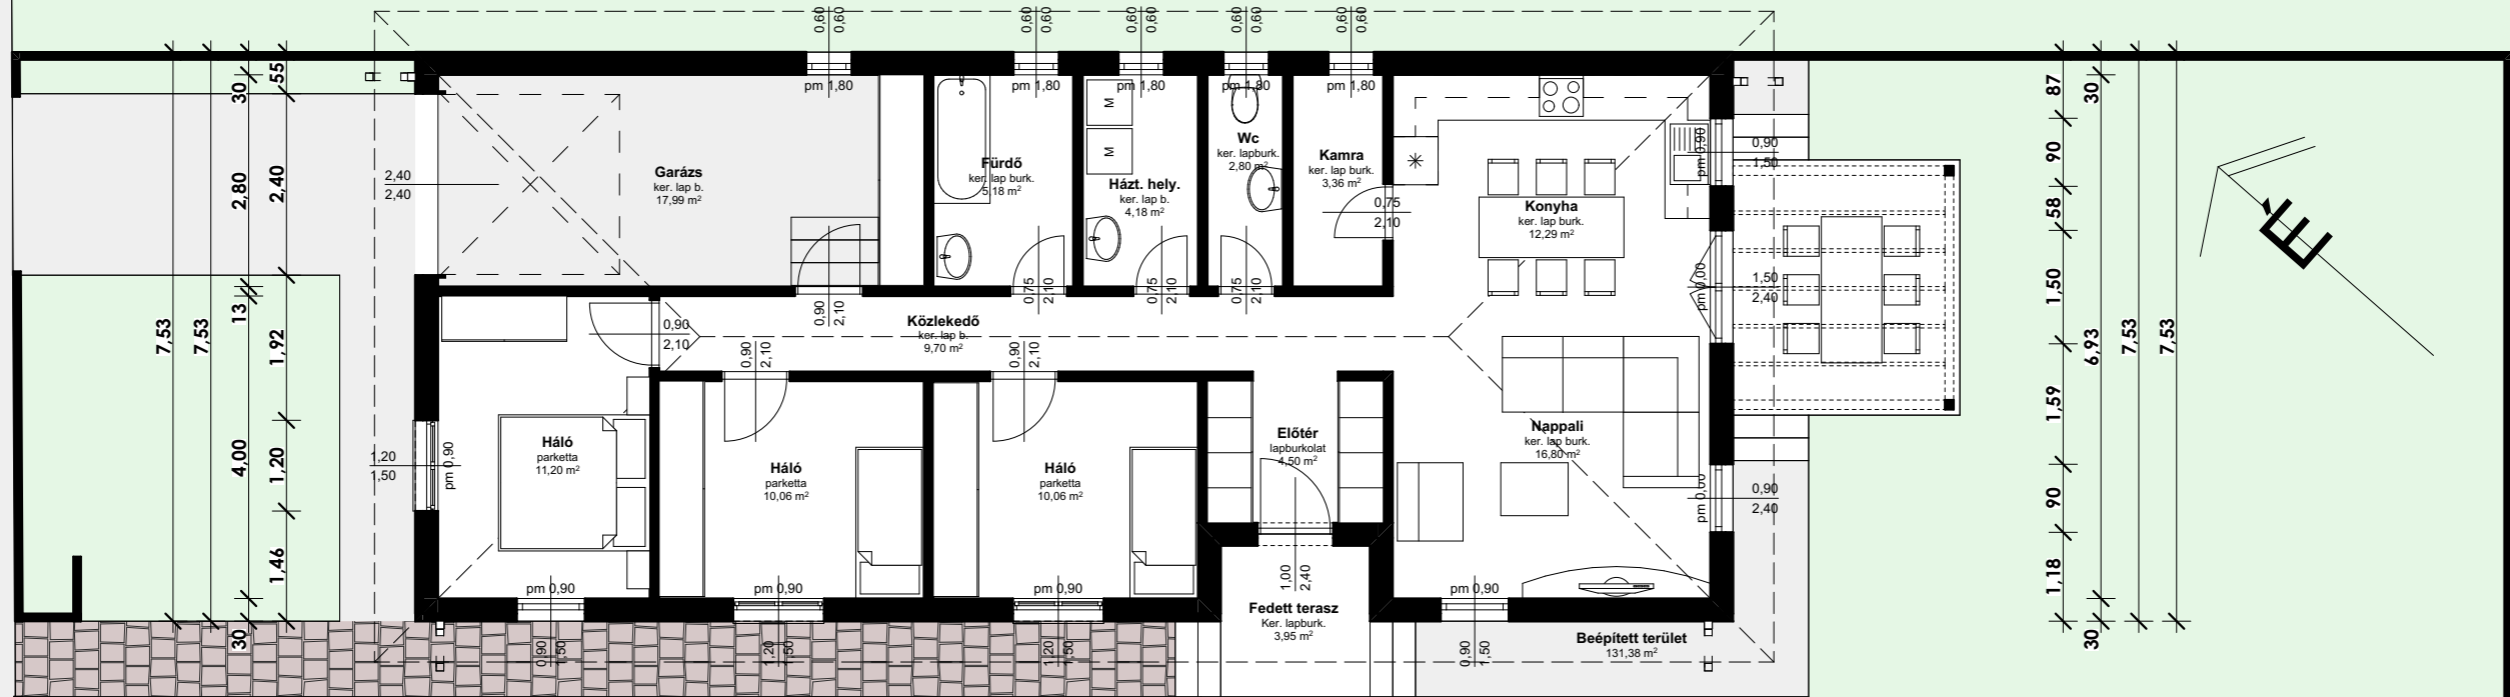 0,60
0,60
0,60
0,60
0,60
0,60
0,60
0,60
0,60
0,60
pm 1,80
pm 1,80
pm 1,80
pm 1,80
pm 1,80
55
30
2,40
2,80
2,40
2,40
Garázs
ker. lap b.
17,99 m²
Fürdő
ker. lap burk.
5,18 m²
M
M
Házt. hely.
ker. lap b.
4,18 m²
Wc
ker. lapburk.
2,80 m²
Kamra
ker. lap burk.
3,36 m²
0,75
2,10
Konyha
ker. lap burk.
12,29 m²
pm 0,90
0,90
1,50
pm 0,00
1,50
2,40
87
30
90
58
1,50
É
7,53
7,53
13
1,92
0,90
2,10
0,90
2,10
0,75
2,10
0,75
2,10
0,75
2,10
Közlekedő
ker. lap b.
9,70 m²
0,90
2,10
0,90
2,10
6,93
7,53
7,53
1,59
4,00
1,20
1,20
1,50
pm 0,90
Háló
parketta
11,20 m²
Háló
parketta
10,06 m²
Háló
parketta
10,06 m²
Előtér
lapburkolat
4,50 m²
Nappali
ker. lap burk.
16,80 m²
0,90
2,40
90
1,46
30
pm 0,90
pm 0,90
pm 0,90
1,00
2,40
pm 0,90
1,18
30
Fedett terasz
Ker. lapburk.
3,95 m²
Beépített terület
131,38 m²
0,90
1,50
1,20
1,50
1,20
1,50
0,90
1,50